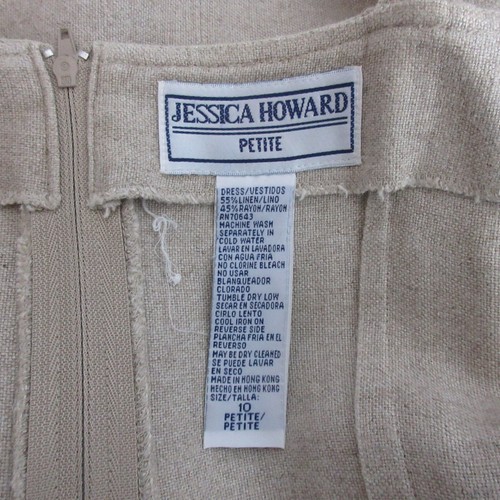 JESSICA HOWARD
PETITE
DRESS/VESTIDOS
55% LINEN/LINO
45% RAYON/RAYON
RN70643
MACHINE WASH
SEPARATELY IN
COLD WATER
LAVAR EN LAVADORA
CON AGUA FRIA
NO CLORINE BLEACH
NO USAR
BLANQUEADOR
CLORADO
TUMBLE DRY LOW
SECAR EN SECADORA
CIRLO LENTO
COOL IRON ON
REVERSE SIDE
PLANCHA FRIA EN EL
REVERSO
MAY BE DRY CLEANED
SE PUEDE LAVAR
EN SECO
MADE IN HONG KONG
HECHO EN HONG KONG
SIZE/TALLA:
10
PETITE/
PETITE